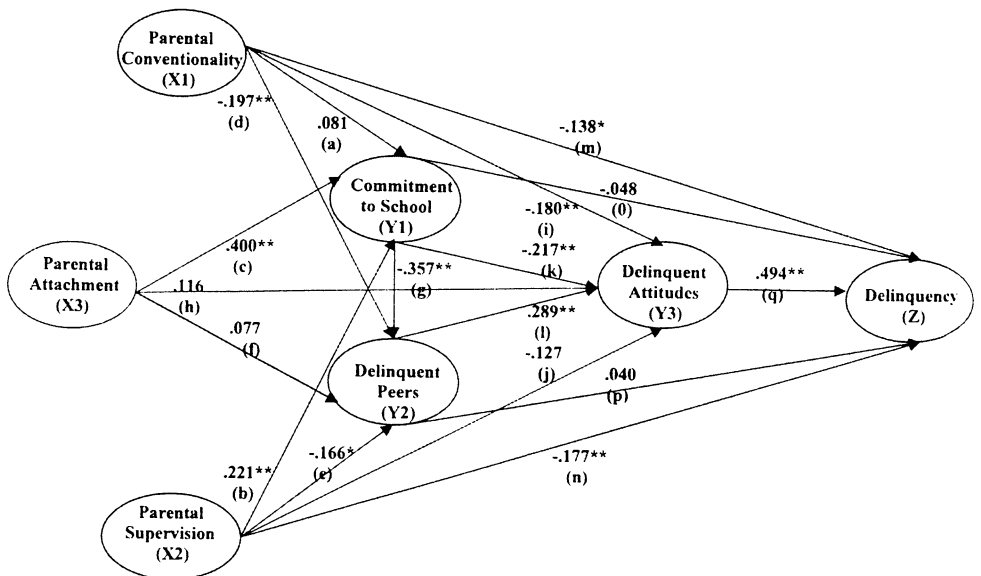 Parental
Conventionality
(X1)
-.197**
(d)
.081
(a)
-.138*
(m)
Commitment
to School
(Y1)
-.048
(0)
-.180**
(i)
.400**
(c)
-.217**
(k)
Parental
Attachment
(X3)
-.357**
(g)
.116
(h)
Delinquent
Attitudes
(Y3)
.494**
(q)
Delinquency
(Z)
.077
(f)
.289**
(l)
-.127
(j)
Delinquent
Peers
(Y2)
.040
(p)
.221**
(b)
-.166*
(e)
-.177**
(n)
Parental
Supervision
(X2)